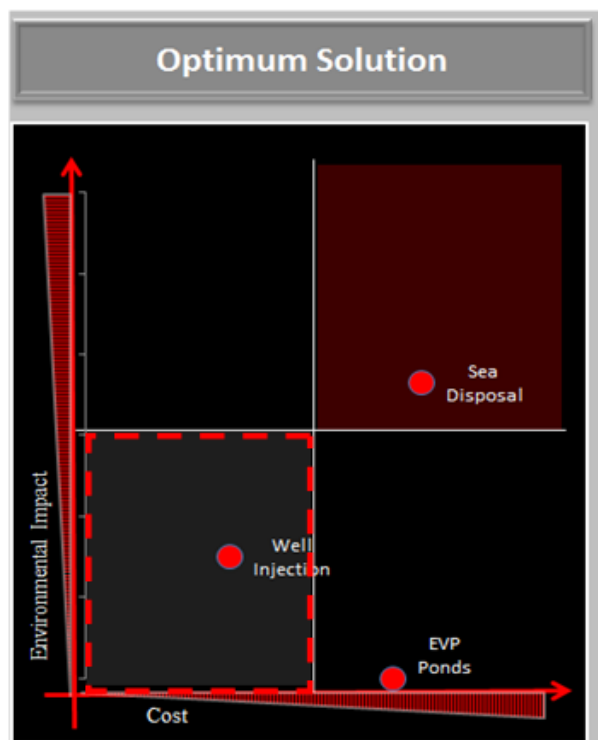 Optimum Solution
Sea
Disposal
Environmental Impact
Well
Injection
EVP
Ponds
Cost